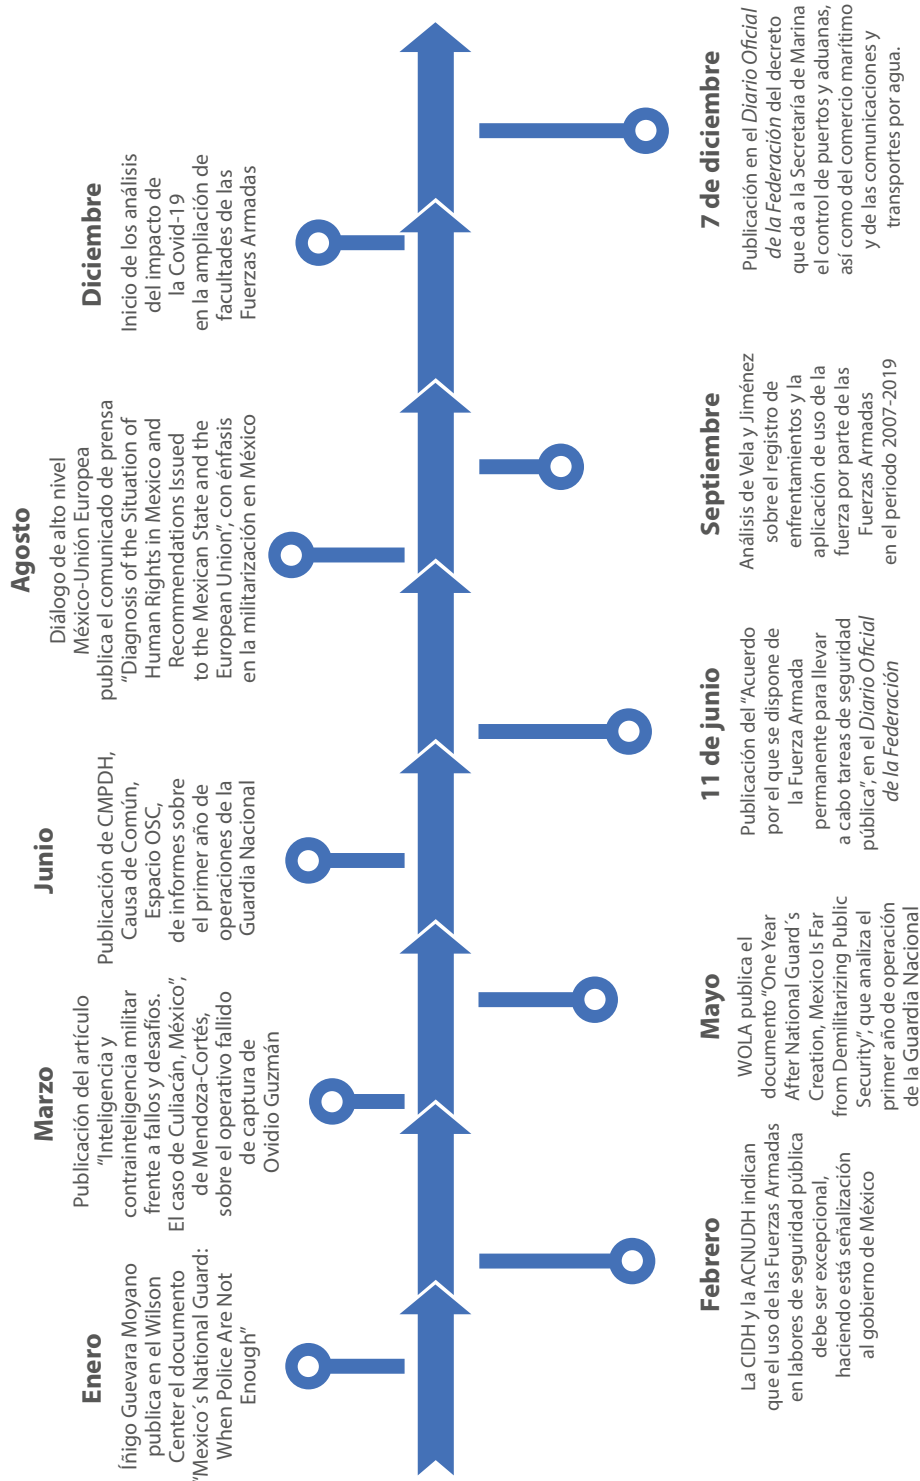 Enero
Íñigo Guevara Moyano
publica en el Wilson
Center el documento
“Mexico´s National Guard:
When Police Are Not
Enough”
Febrero
La CIDH y la ACNUDH indican
que el uso de las Fuerzas Armadas
en labores de seguridad pública
debe ser excepcional,
haciendo está señalización
al gobierno de México
Marzo
Publicación del artículo
“Inteligencia y
contrainteligencia militar
frente a fallos y desafíos.
El caso de Culiacán, México”,
de Mendoza-Cortés,
sobre el operativo fallido
de captura de
Ovidio Guzmán
Mayo
WOLA publica el
documento “One Year
After National Guard´s
Creation, Mexico Is Far
from Demilitarizing Public
Security”, que analiza el
primer año de operación
de la Guardia Nacional
Junio
Publicación de CMPDH,
Causa de Común,
Espacio OSC,
de informes sobre
el primer año de
operaciones de la
Guardia Nacional
11 de junio
Publicación del “Acuerdo
por el que se dispone de
la Fuerza Armada
permanente para llevar
a cabo tareas de seguridad
pública”, en el Diario Oficial
de la Federación
Agosto
Diálogo de alto nivel
México-Unión Europea
publica el comunicado de prensa
“Diagnosis of the Situation of
Human Rights in Mexico and
Recommendations Issued
to the Mexican State and the
European Union”, con énfasis
en la militarización en México
Septiembre
Análisis de Vela y Jiménez
sobre el registro de
enfrentamientos y la
aplicación de uso de la
fuerza por parte de las
Fuerzas Armadas
en el periodo 2007-2019
Diciembre
Inicio de los análisis
del impacto de
la Covid-19
en la ampliación de
facultades de las
Fuerzas Armadas
7 de diciembre
Publicación en el Diario Oficial
de la Federación del decreto
que da a la Secretaría de Marina
el control de puertos y aduanas,
así como del comercio marítimo
y de las comunicaciones y
transportes por agua.